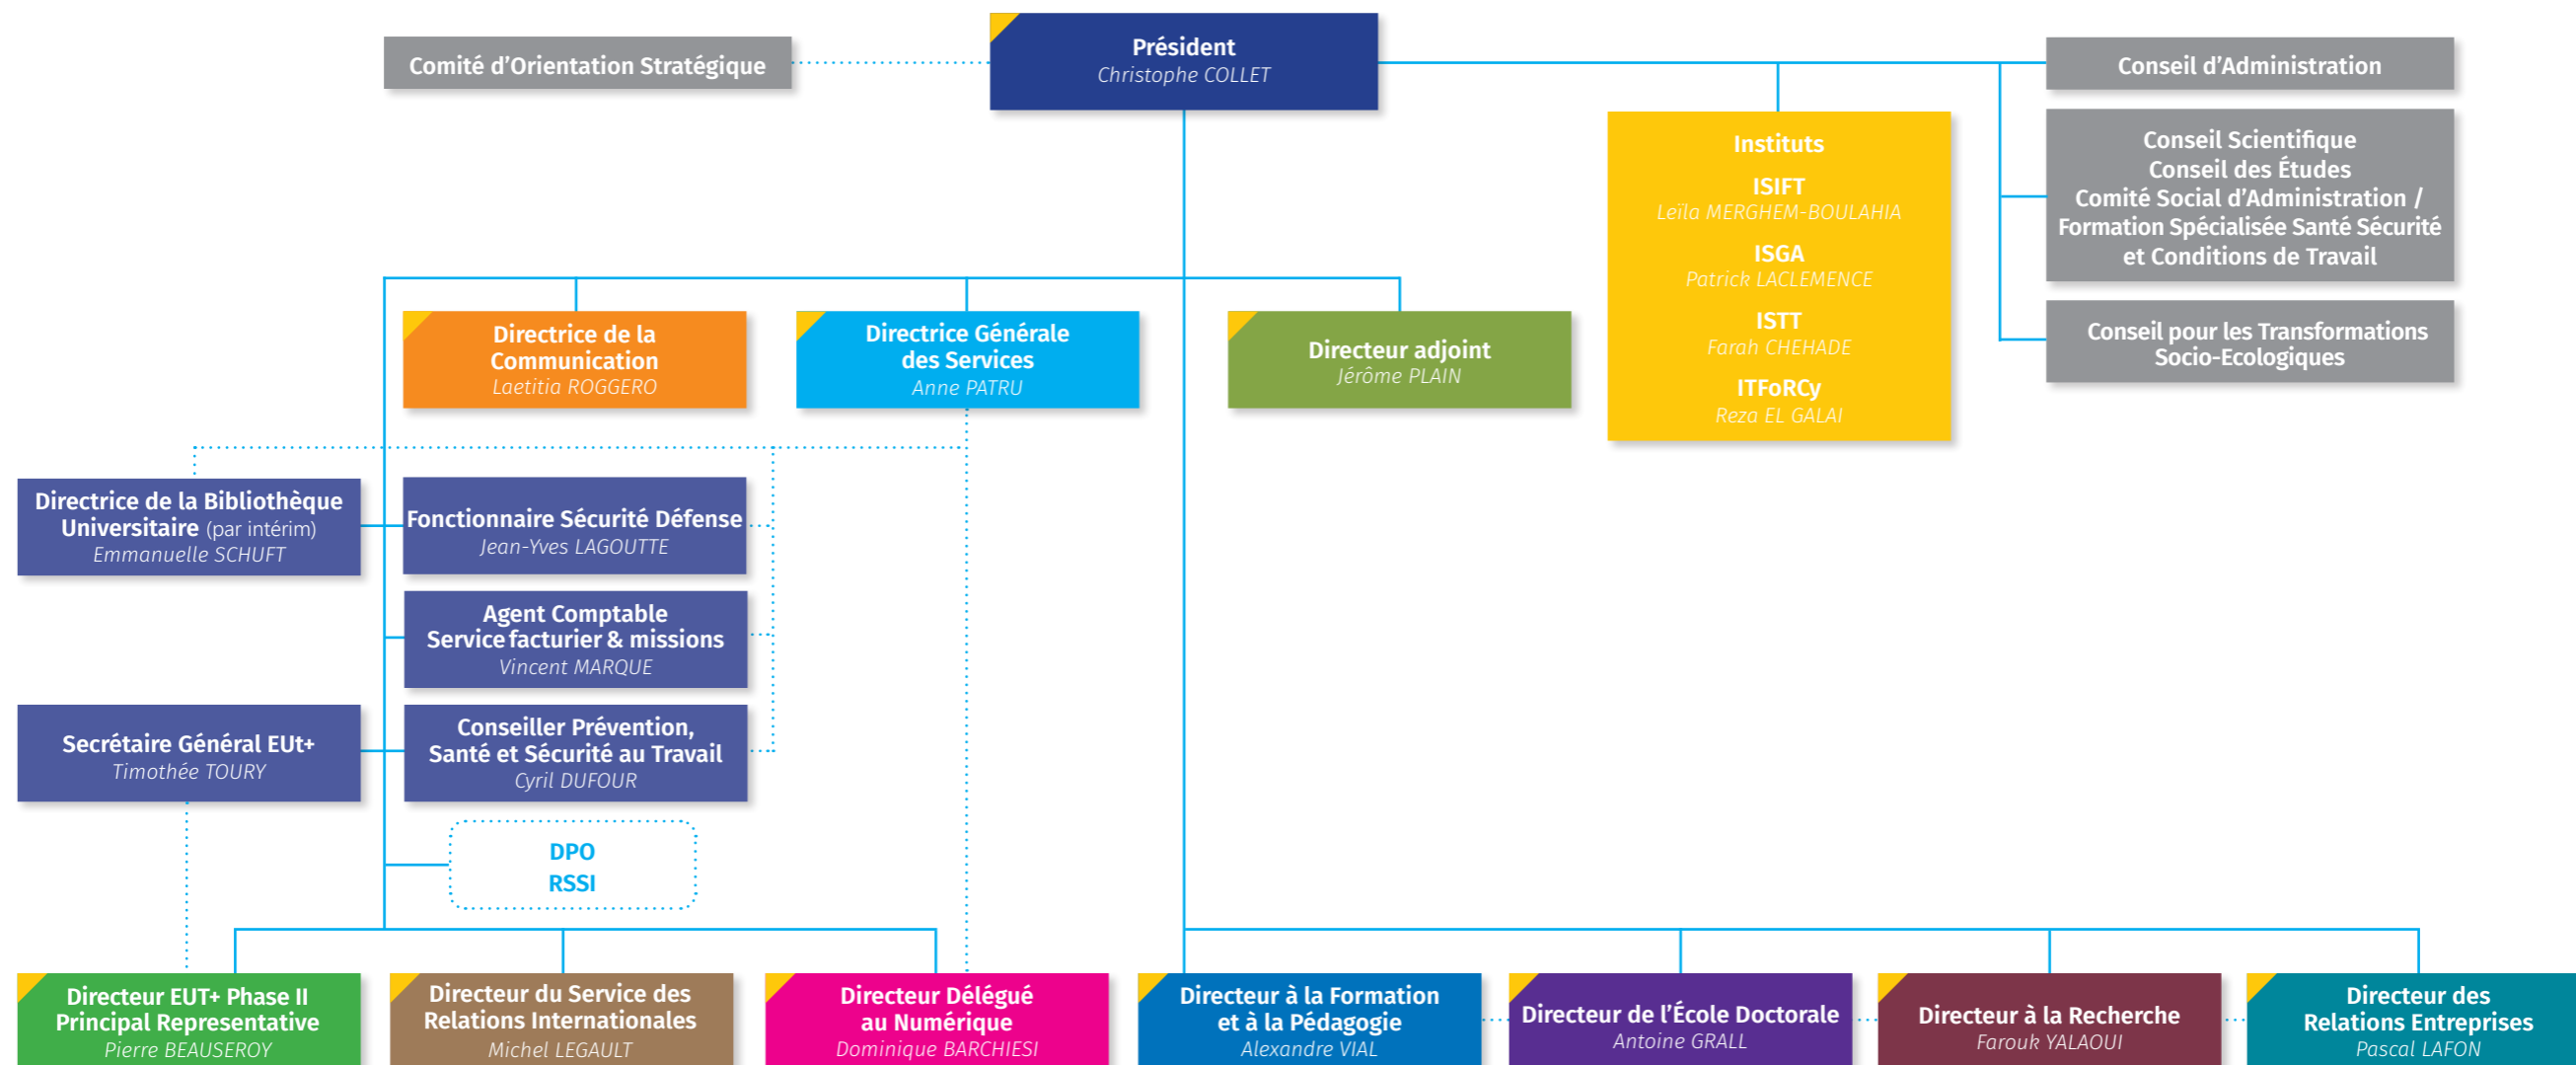 Président
Christophe COLLET
Comité d’Orientation Stratégique
Conseil d’Administration
Conseil Scientifique
Conseil des Études
Comité Social d’Administration /
Formation Spécialisée Santé Sécurité
et Conditions de Travail
Conseil pour les Transformations
Socio-Ecologiques
Instituts
ISIFT
Leïla MERGHEM-BOULAHIA
ISGA
Patrick LACLEMENCE
ISTT
Farah CHEHADE
ITFoRCy
Reza EL GALAI
Directrice de la
Communication
Laetitia ROGGERO
Directrice Générale
des Services
Anne PATRU
Directeur adjoint
Jérôme PLAIN
Directrice de la Bibliothèque
Universitaire (par intérim)
Emmanuelle SCHUFT
Fonctionnaire Sécurité Défense
Jean-Yves LAGOUTTE
Agent Comptable
Service facturier & missions
Vincent MARQUE
Secrétaire Général EUt+
Timothée TOURY
Conseiller Prévention,
Santé et Sécurité au Travail
Cyril DUFOUR
DPO
RSSI
Directeur EUT+ Phase II
Principal Representative
Pierre BEAUSEROY
Directeur du Service des
Relations Internationales
Michel LEGAULT
Directeur Délégué
au Numérique
Dominique BARCHIESI
Directeur à la Formation
et à la Pédagogie
Alexandre VIAL
Directeur de l’École Doctorale
Antoine GRALL
Directeur à la Recherche
Farouk YALAOUI
Directeur des
Relations Entreprises
Pascal LAFON